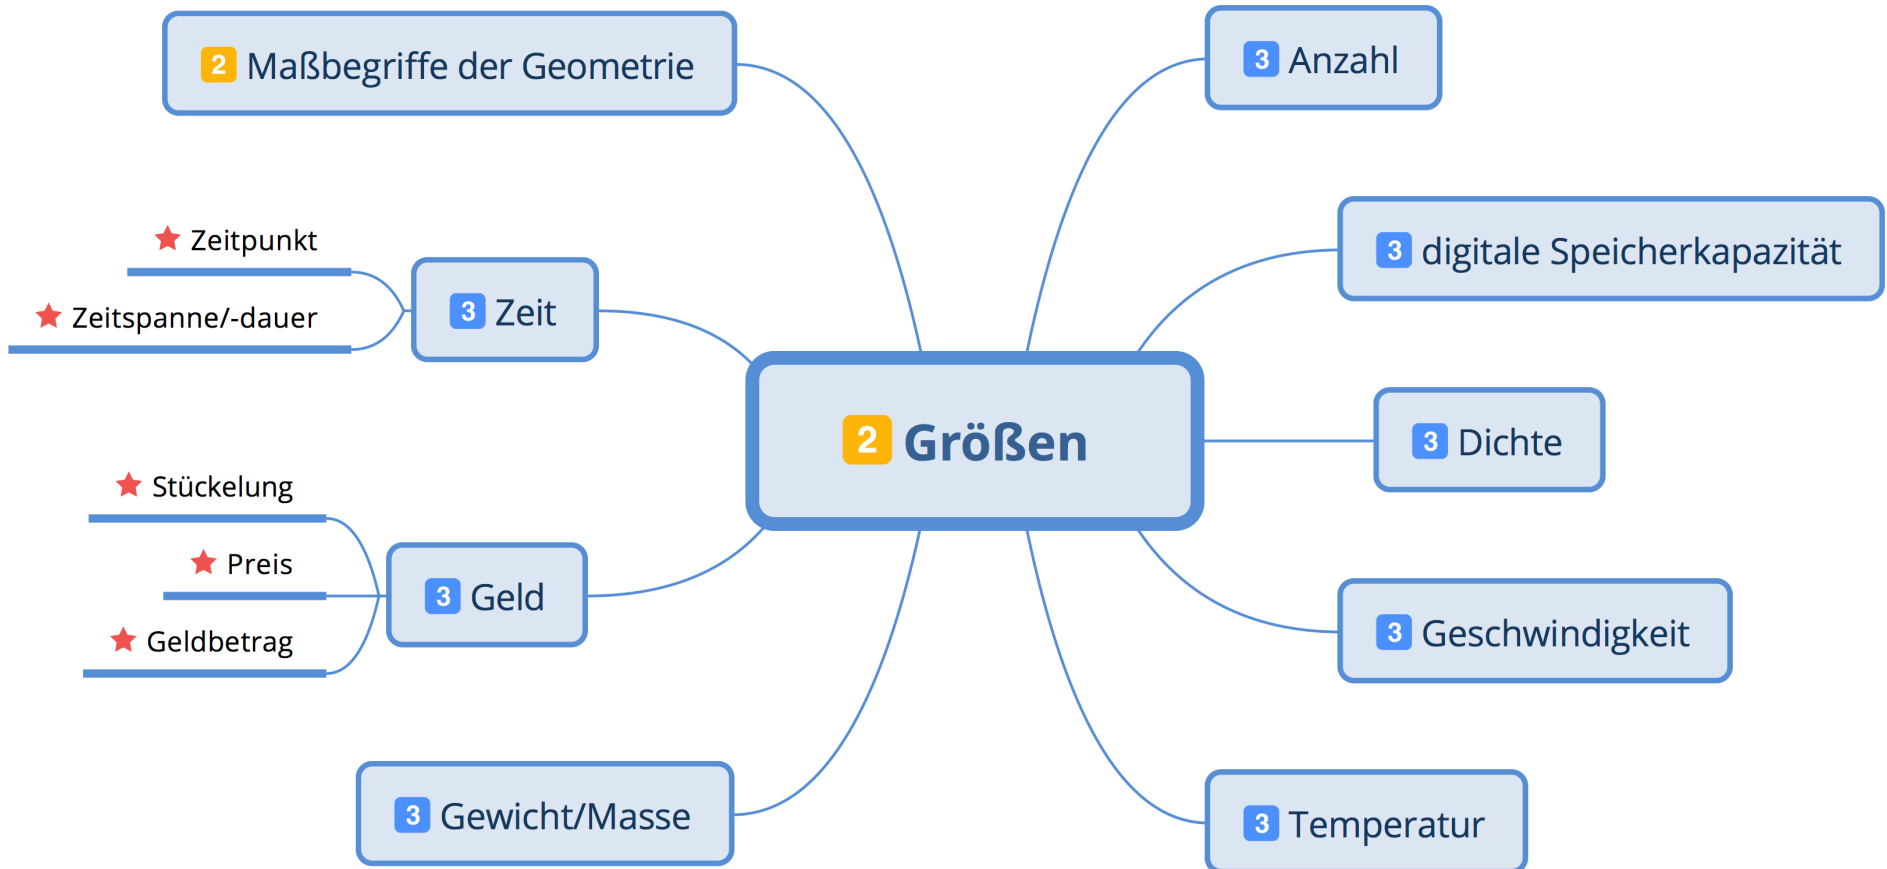 2 Maßbegriffe der Geometrie
3 Anzahl
3 digitale Speicherkapazität
Zeitpunkt
Zeitspanne/-dauer
3 Zeit
2 Größen
3 Dichte
Stückelung
Preis
Geldbetrag
3 Geld
3 Geschwindigkeit
3 Gewicht/Masse
3 Temperatur